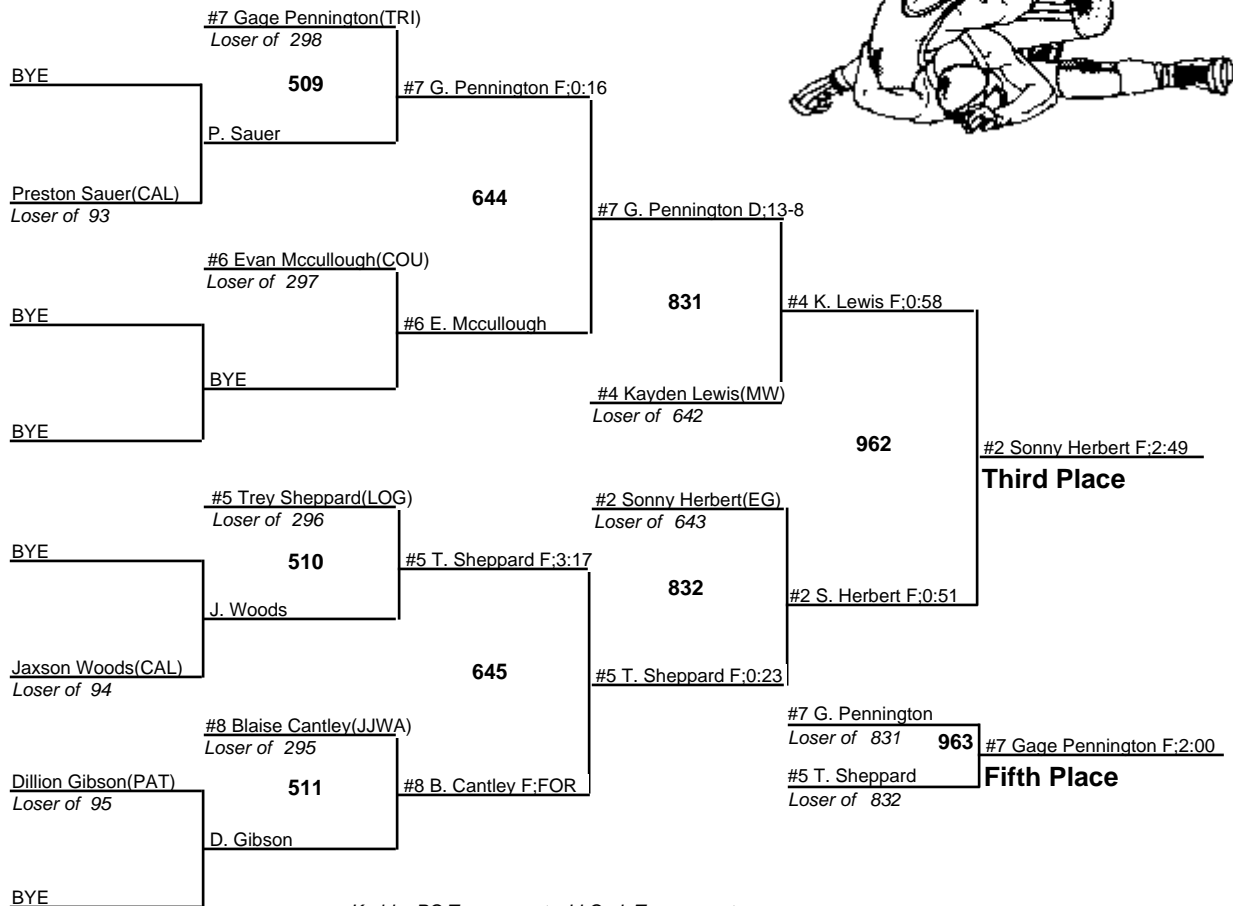 #7 Gage Pennington(TRI)
Loser of 298
BYE
509
#7 G. Pennington F;0:16
P. Sauer
Preston Sauer(CAL)
Loser of 93
644
#7 G. Pennington D;13-8
#6 Evan Mccullough(COU)
Loser of 297
BYE
831
#4 K. Lewis F;0:58
#6 E. Mccullough
BYE
#4 Kayden Lewis(MW)
Loser of 642
BYE
962
#2 Sonny Herbert F;2:49
Third Place
#5 Trey Sheppard(LOG)
Loser of 296
#2 Sonny Herbert(EG)
Loser of 643
BYE
510
#5 T. Sheppard F;3:17
832
#2 S. Herbert F;0:51
J. Woods
Jaxson Woods(CAL)
Loser of 94
645
#5 T. Sheppard F;0:23
#8 Blaise Cantley(JJWA)
Loser of 295
#7 G. Pennington
Loser of 831
963
#7 Gage Pennington F;2:00
Fifth Place
Dillion Gibson(PAT)
Loser of 95
511
#8 B. Cantley F;FOR
#5 T. Sheppard
Loser of 832
D. Gibson
BYE